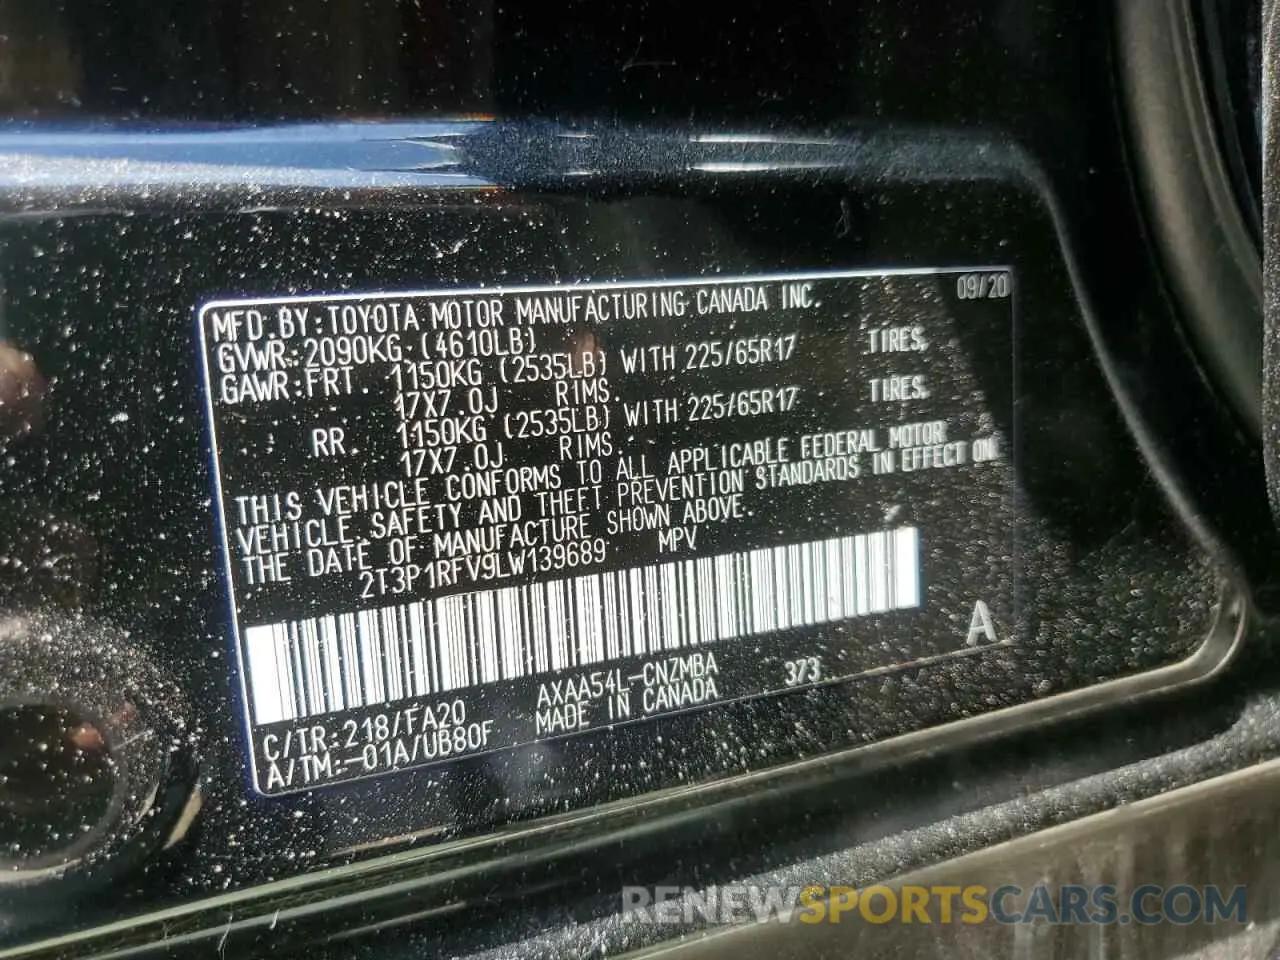 MFD.BY:TOYOTA MOTOR MANUFACTURING CANADA INC. 09/20
GVWR:2090KG (4610LB)
GAWR:FRT. 1150KG (2535LB) WITH 225/65R17 TIRES,
17X7.0J RIMS.
RR. 1150KG (2535LB) WITH 225/65R17 TIRES.
17X7.0J RIMS.
THIS VEHICLE CONFORMS TO ALL APPLICABLE FEDERAL MOTOR
VEHICLE SAFETY AND THEFT PREVENTION STANDARDS IN EFFECT ON
THE DATE OF MANUFACTURE SHOWN ABOVE.
2T3P1RFV9LW139689 MPV
A
C/TR:218/FA20 AXAA54L-CNZMBA 373
A/TM:-01A/UB80F MADE IN CANADA
RENEWSPORTSCARS.COM